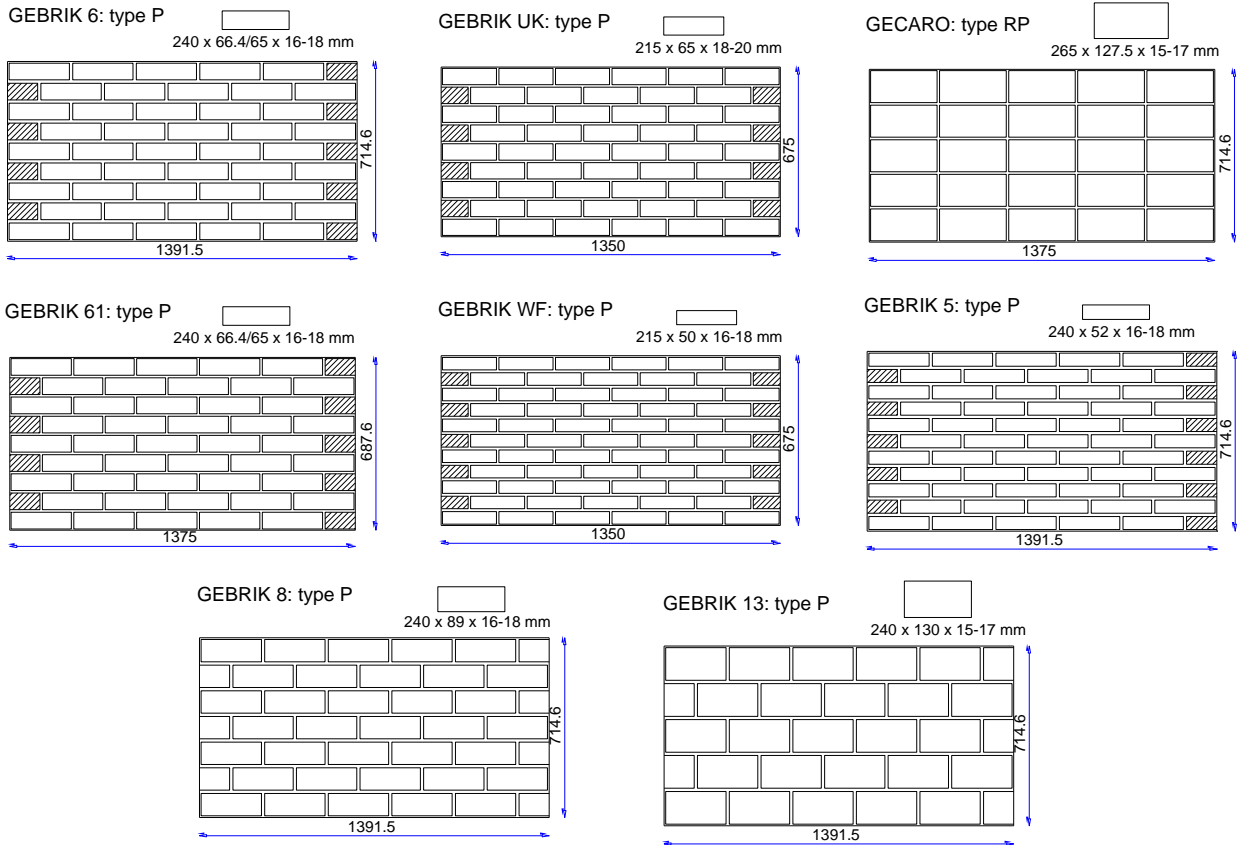 GEBRIK 6: type P
240 x 66.4/65 x 16-18 mm
714.6
1391.5
GEBRIK UK: type P
215 x 65 x 18-20 mm
675
1350
GECARO: type RP
265 x 127.5 x 15-17 mm
714.6
1375
GEBRIK 61: type P
240 x 66.4/65 x 16-18 mm
687.6
1375
GEBRIK WF: type P
215 x 50 x 16-18 mm
675
1350
GEBRIK 5: type P
240 x 52 x 16-18 mm
714.6
1391.5
GEBRIK 8: type P
240 x 89 x 16-18 mm
714.6
1391.5
GEBRIK 13: type P
240 x 130 x 15-17 mm
714.6
1391.5